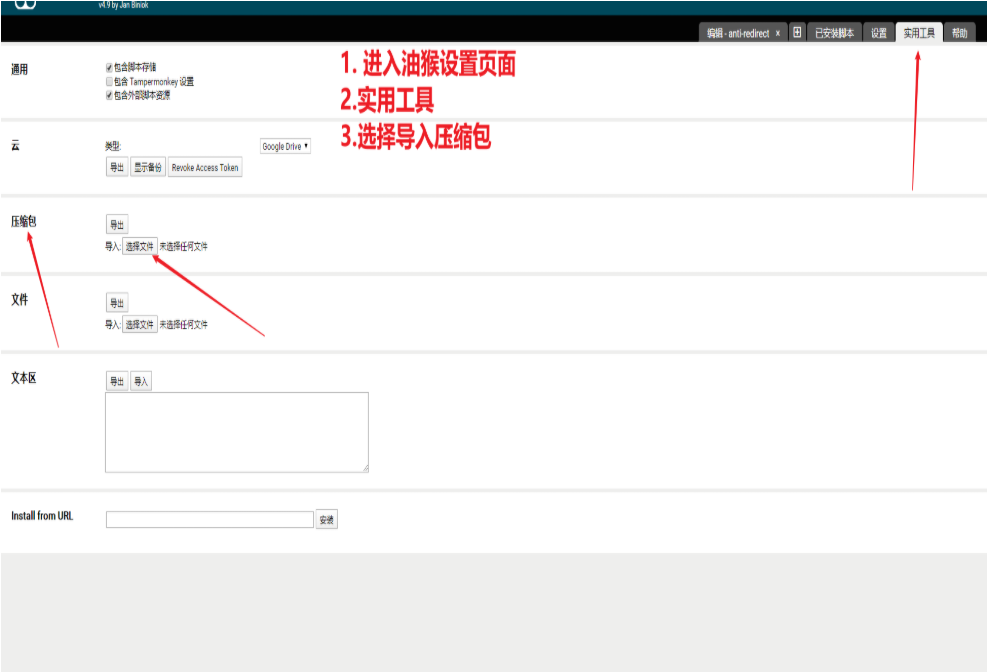 v4.9 by Jan Biniok
编辑 - anti-redirect × 已安装脚本 设置 实用工具 帮助
通用
包含脚本存储
包含 Tampermonkey 设置
包含外部脚本资源
1. 进入油猴设置页面
2.实用工具
3.选择导入压缩包
云
类型: Google Drive
导出 显示备份 Revoke Access Token
压缩包
导出
导入: 选择文件 未选择任何文件
文件
导出
导入: 选择文件 未选择任何文件
文本区
导出 导入
Install from URL
安装